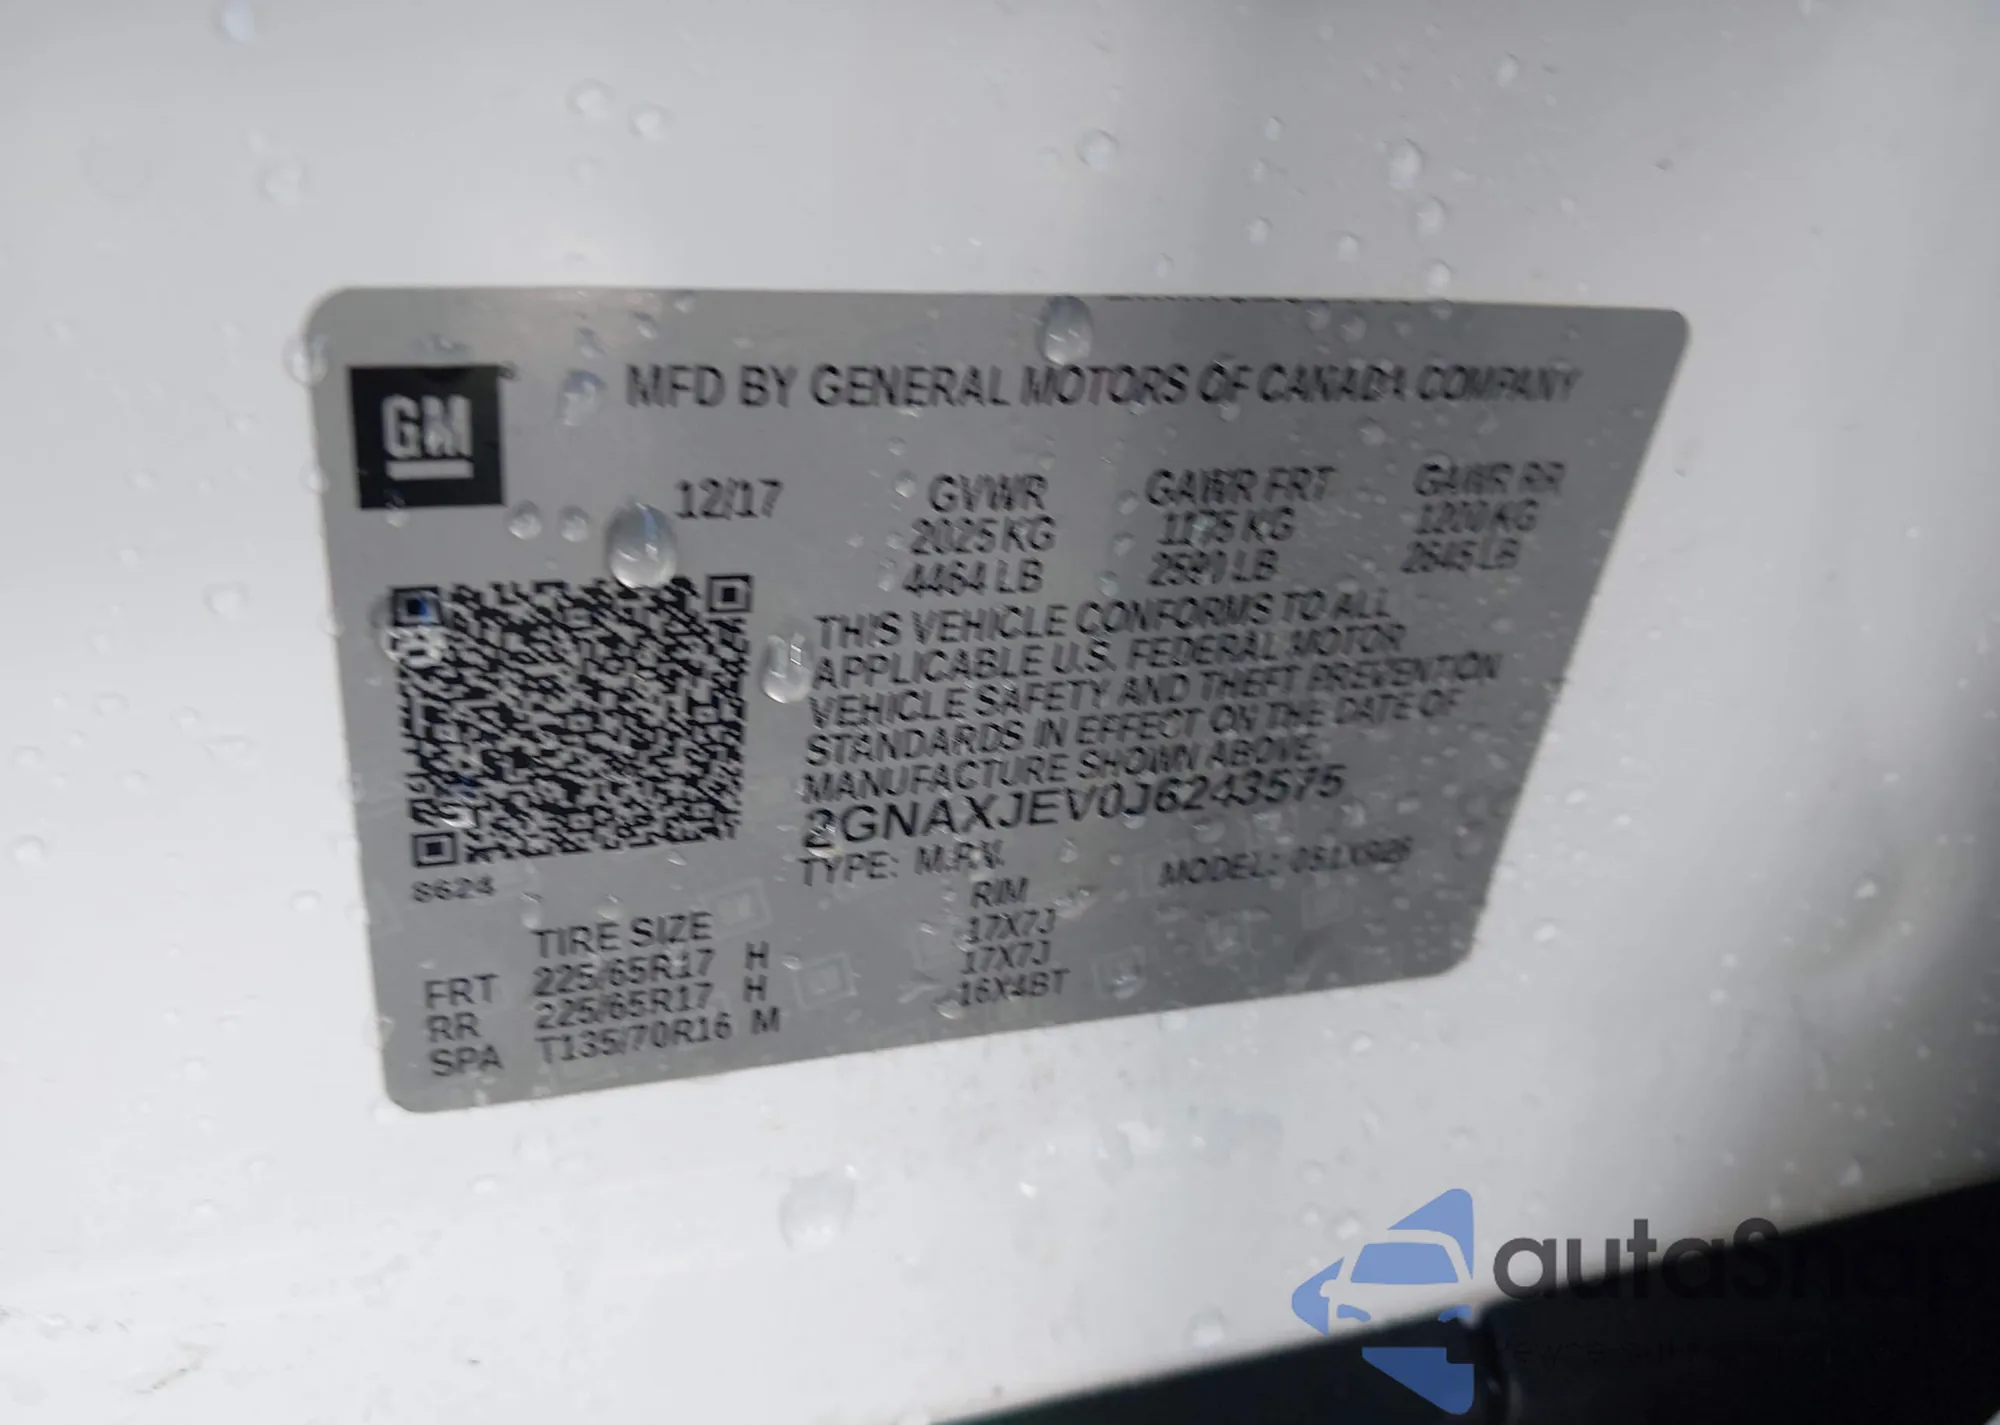 GM
MFD BY GENERAL MOTORS OF CANADA COMPANY
12/17 GVWR GAWR FRT GAWR RR
2025 KG 1175 KG 1200 KG
4464 LB 2590 LB 2645 LB
THIS VEHICLE CONFORMS TO ALL
APPLICABLE U.S. FEDERAL MOTOR
VEHICLE SAFETY AND THEFT PREVENTION
STANDARDS IN EFFECT ON THE DATE OF
MANUFACTURE SHOWN ABOVE.
2GNAXJEV0J6243575
TYPE: M.P.V. MODEL:
8624
TIRE SIZE RIM
FRT 225/65R17 H 17X7J
RR 225/65R17 H 17X7J
SPA T135/70R16 M 16X4BT